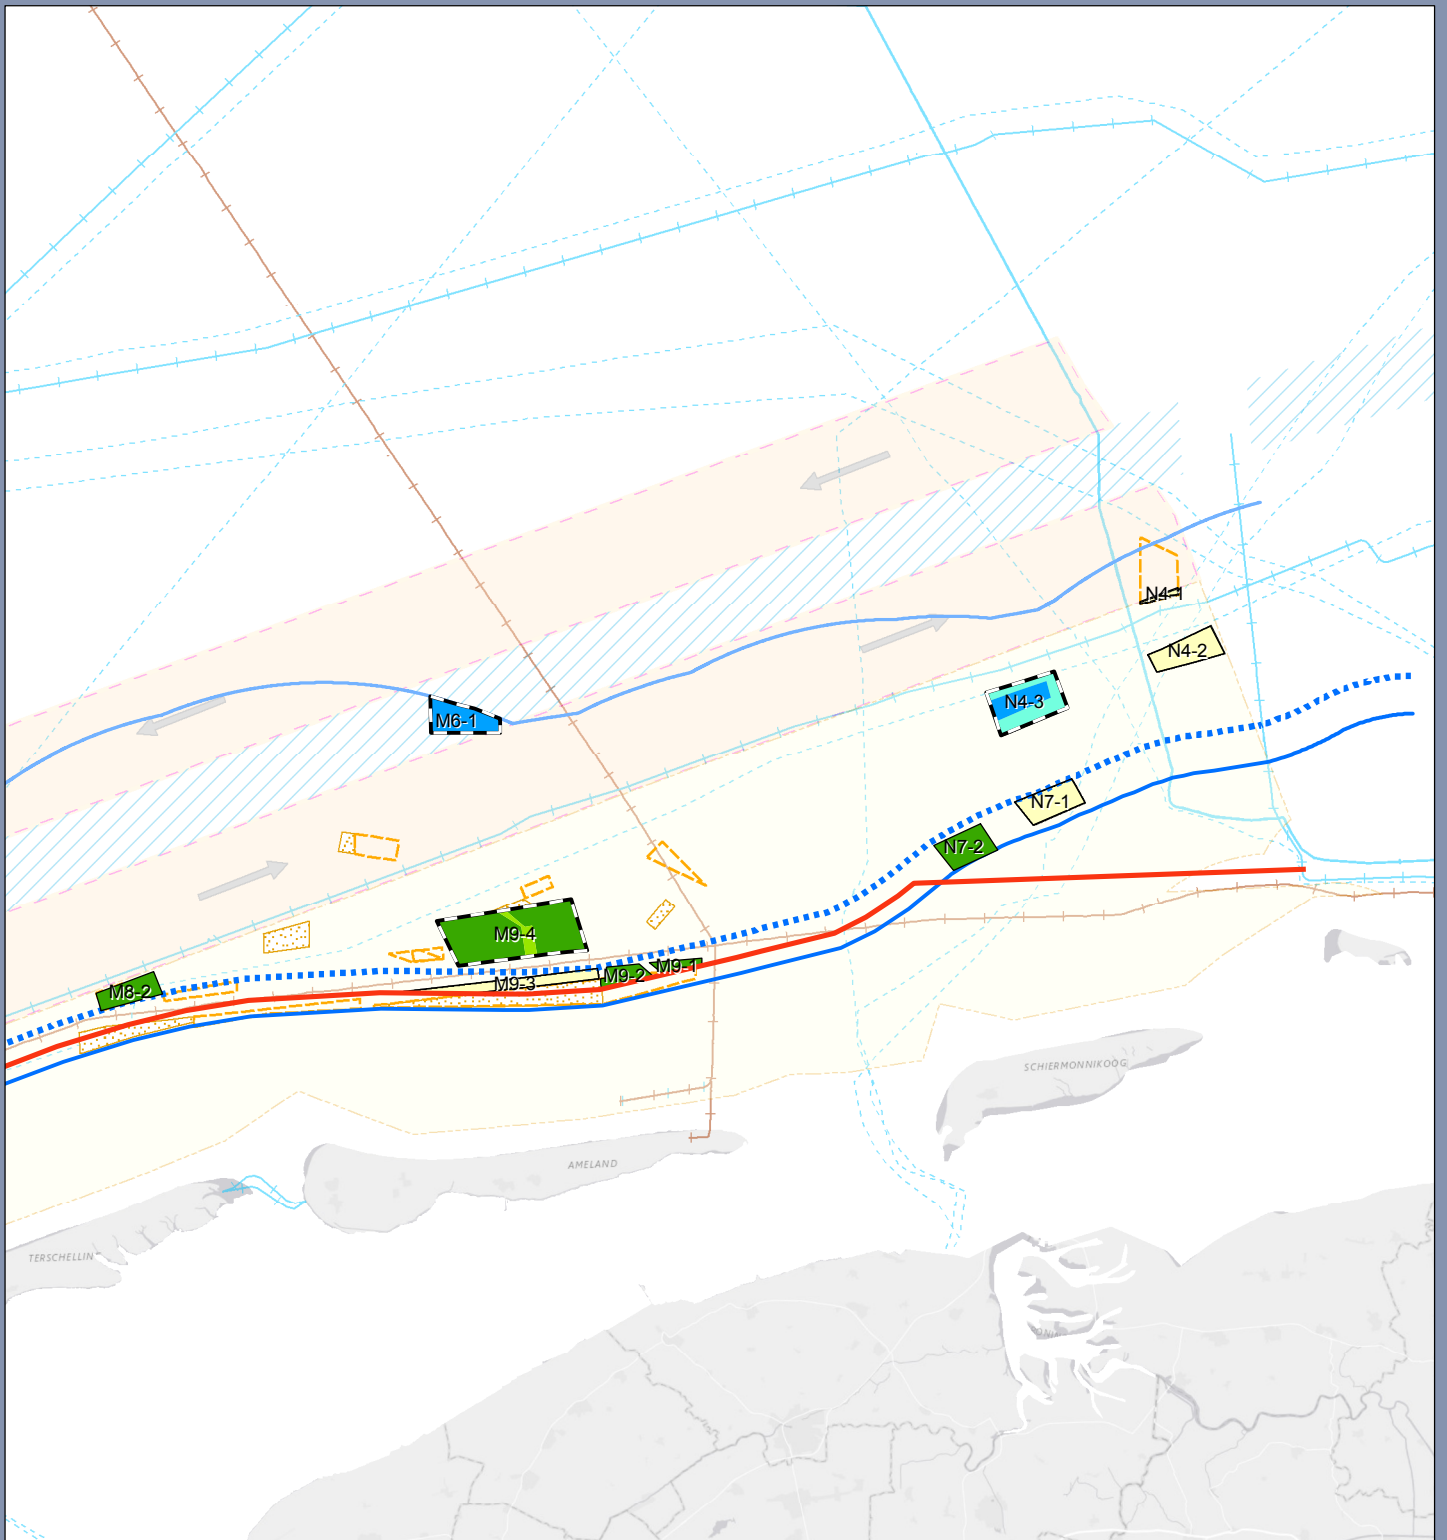 N4-1
N4-2
N4-3
M6-1
N7-1
N7-2
M9-4
M9-1
M9-2
M9-3
M8-2
SCHIERMONNIKOOG
AMELAND
TERSCHELLIN